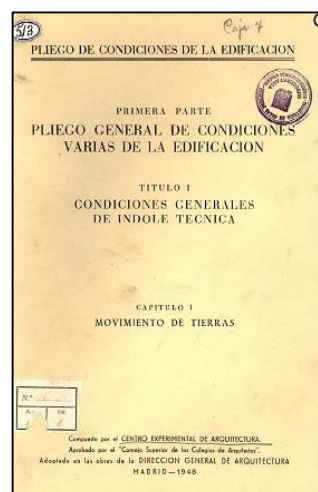 513
Caja 7
PLIEGO DE CONDICIONES DE LA EDIFICACION
PRIMERA PARTE
PLIEGO GENERAL DE CONDICIONES
VARIAS DE LA EDIFICACION
TITULO I
CONDICIONES GENERALES
DE INDOLE TECNICA
CAPITULO I
MOVIMIENTO DE TIERRAS
N.º
Compuesto por el CENTRO EXPERIMENTAL DE ARQUITECTURA.
Aprobado por el "Consejo Superior de los Colegios de Arquitectos".
Adoptado en las obras de la DIRECCION GENERAL DE ARQUITECTURA
MADRID—1948